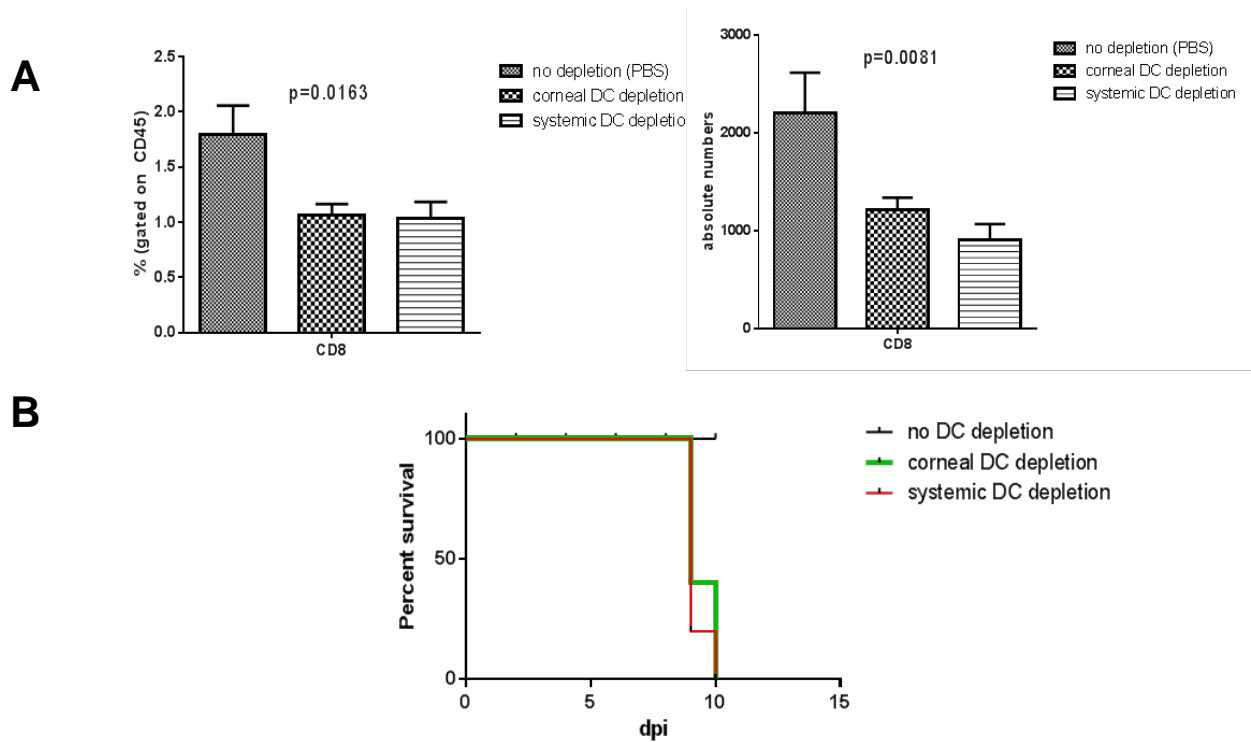 A
2.5
2.0
1.5
1.0
0.5
0.0
% (gated on CD45)
p=0.0163
CD8
no depletion (PBS)
corneal DC depletion
systemic DC depletio
3000
2000
1000
0
absolute numbers
p=0.0081
CD8
no depletion (PBS)
corneal DC depletion
systemic DC depletion
B
100
50
0
Percent survival
0 5 10 15
dpi
no DC depletion
corneal DC depletion
systemic DC depletion